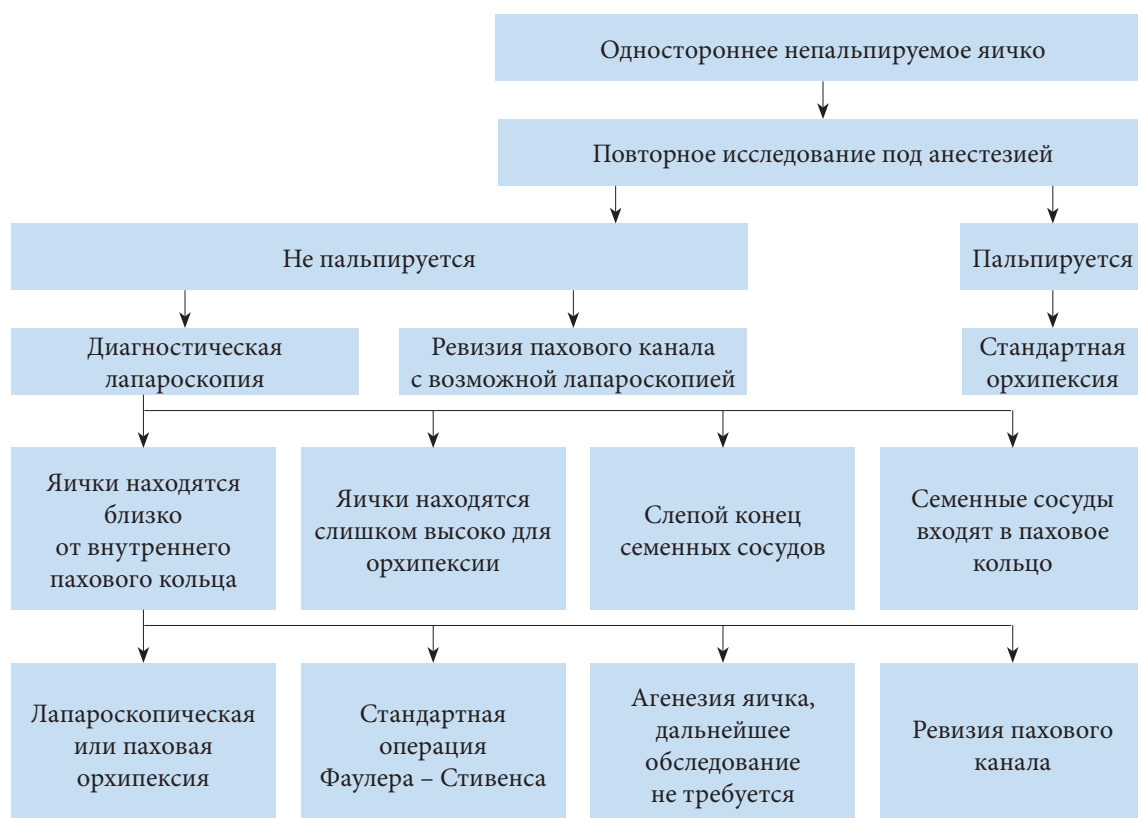 Одностороннее непальпируемое яичко
Повторное исследование под анестезией
Не пальпируется
Пальпируется
Диагностическая
лапароскопия
Ревизия пахового канала
с возможной лапароскопией
Стандартная
орхипексия
Яички находятся
близко
от внутреннего
пахового кольца
Яички находятся
слишком высоко для
орхипексии
Слепой конец
семенных сосудов
Семенные сосуды
входят в паховое
кольцо
Лапароскопическая
или паховая
орхипексия
Стандартная
операция
Фаулера – Стивенса
Агенезия яичка,
дальнейшее
обследование
не требуется
Ревизия пахового
канала